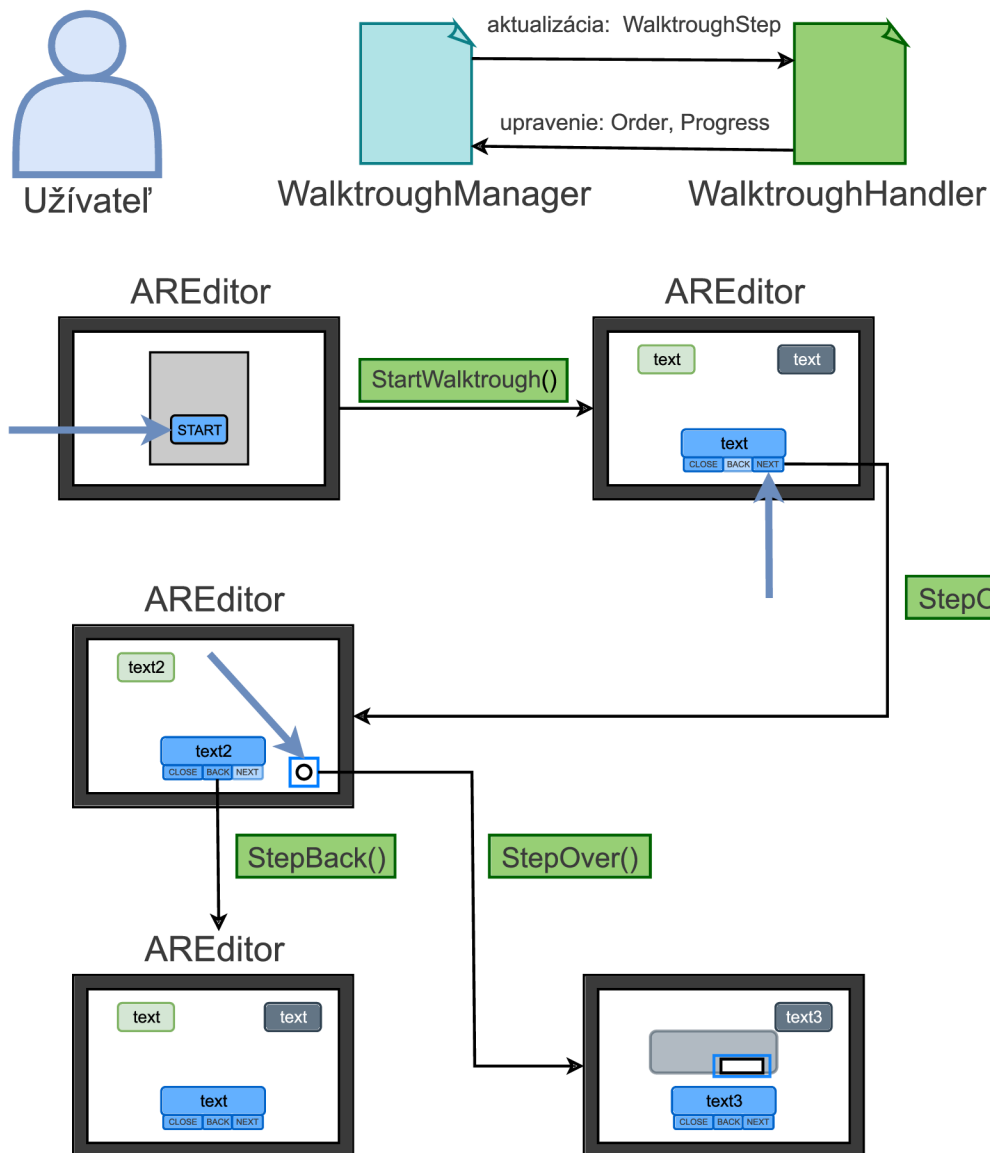 aktualizácia: WalktroughStep
upravenie: Order, Progress
Užívateľ
WalktroughManager
WalktroughHandler
AREditor
AREditor
START
StartWalktrough()
text
text
text
CLOSE BACK NEXT
StepO
AREditor
text2
text2
CLOSE BACK NEXT
StepBack()
StepOver()
AREditor
text
text
text
CLOSE BACK NEXT
text3
text3
CLOSE BACK NEXT